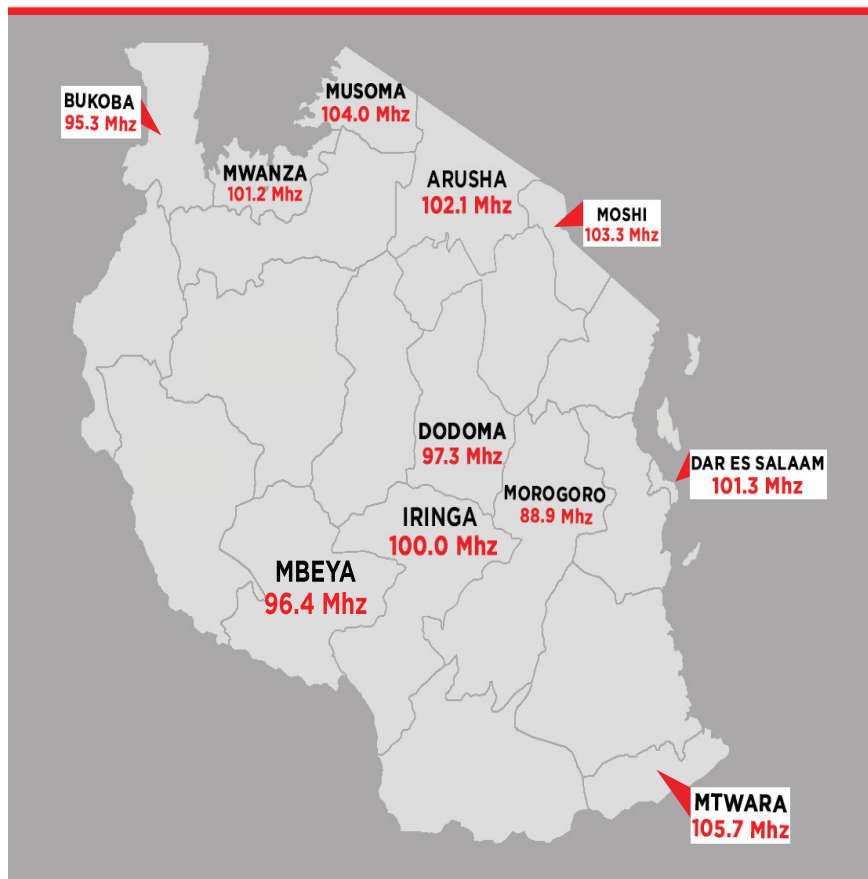 BUKOBA
95.3 Mhz
MUSOMA
104.0 Mhz
MWANZA
101.2 Mhz
ARUSHA
102.1 Mhz
MOSHI
103.3 Mhz
DODOMA
97.3 Mhz
DAR ES SALAAM
101.3 Mhz
MOROGORO
88.9 Mhz
IRINGA
100.0 Mhz
MBEYA
96.4 Mhz
MTWARA
105.7 Mhz